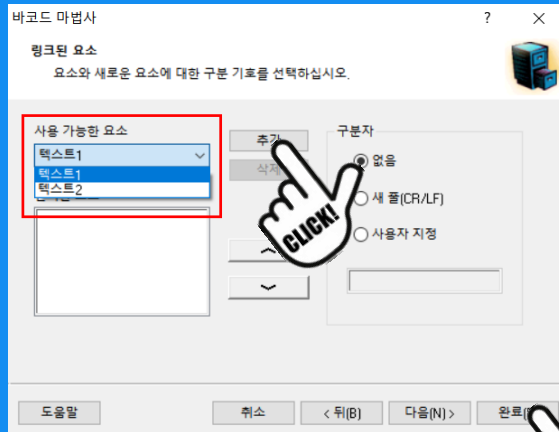 바코드 마법사
?
링크된 요소
요소와 새로운 요소에 대한 구분 기호를 선택하십시오.
사용 가능한 요소
텍스트1
텍스트1
텍스트2
추가
삭제
CLICK!
구분자
없음
새 풀(CR/LF)
사용자 지정
도움말
취소
< 뒤(B)
다음(N) >
완료